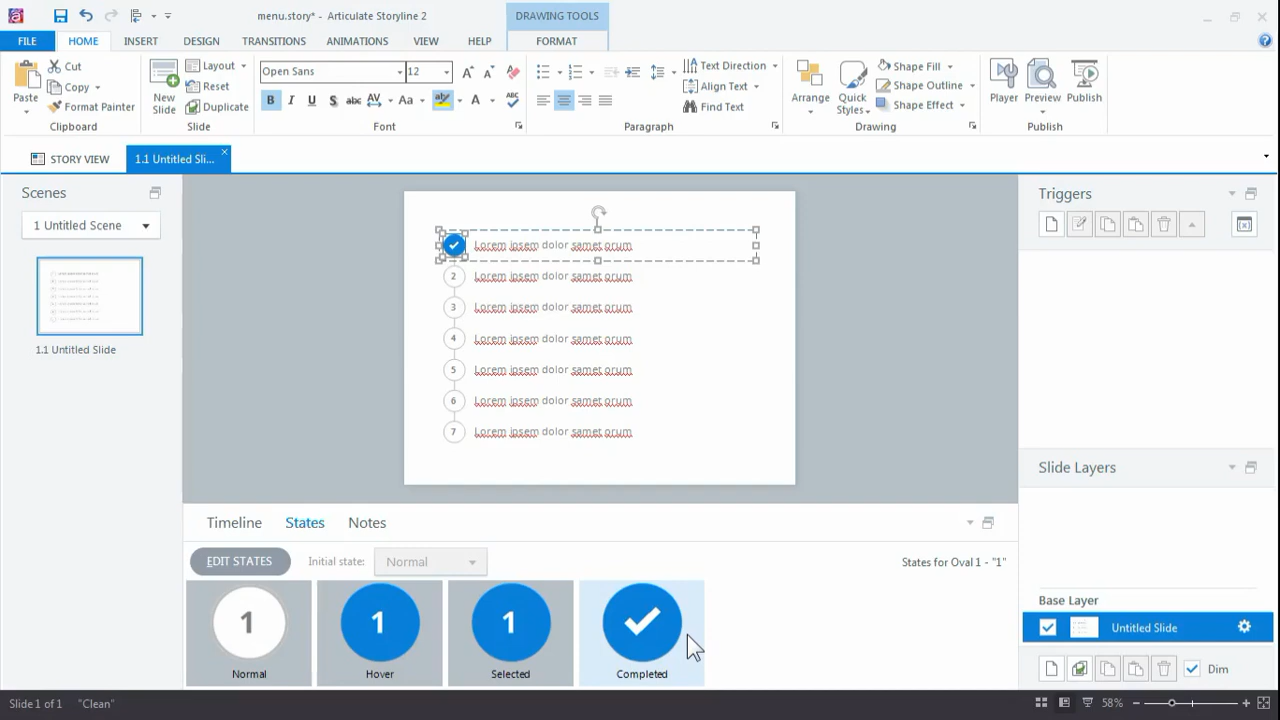 menu.story* - Articulate Storyline 2
DRAWING TOOLS
FILE HOME INSERT DESIGN TRANSITIONS ANIMATIONS VIEW HELP FORMAT
Paste
Cut
Copy
Format Painter
Clipboard
New Slide
Layout
Reset
Duplicate
Slide
Open Sans 12
B I U S abc AV Aa A ABC
Font
Text Direction
Align Text
Find Text
Paragraph
Arrange
Quick Styles
Shape Fill
Shape Outline
Shape Effect
Drawing
Player
Preview
Publish
Publish
STORY VIEW
1.1 Untitled Sli...
Scenes
1 Untitled Scene
1.1 Untitled Slide
Lorem ipsem dolor samet orum
2 Lorem ipsem dolor samet orum
3 Lorem ipsem dolor samet orum
4 Lorem ipsem dolor samet orum
5 Lorem ipsem dolor samet orum
6 Lorem ipsem dolor samet orum
7 Lorem ipsem dolor samet orum
Triggers
Slide Layers
Base Layer
Untitled Slide
Dim
Timeline States Notes
EDIT STATES Initial state: Normal States for Oval 1 - "1"
1 1 1
Normal Hover Selected Completed
Slide 1 of 1 "Clean" 58%